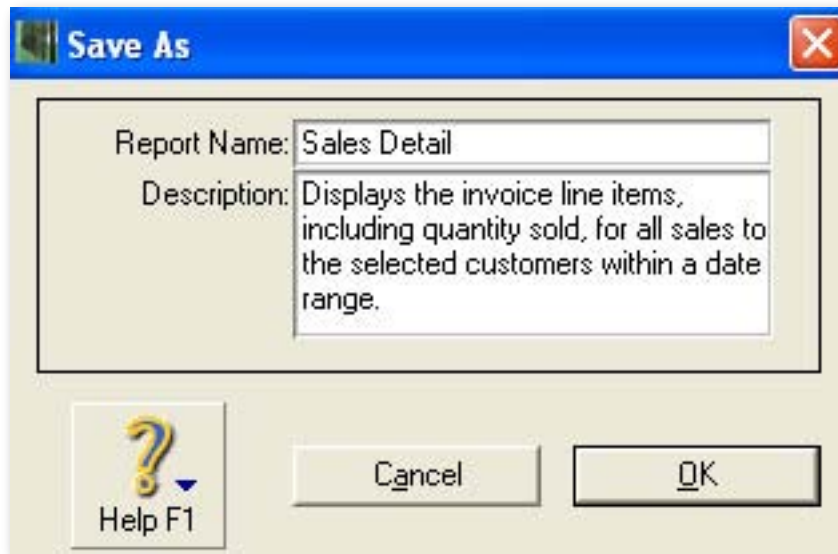 Save As
Report Name: Sales Detail
Description: Displays the invoice line items,
including quantity sold, for all sales to
the selected customers within a date
range.
Help F1
Cancel
OK